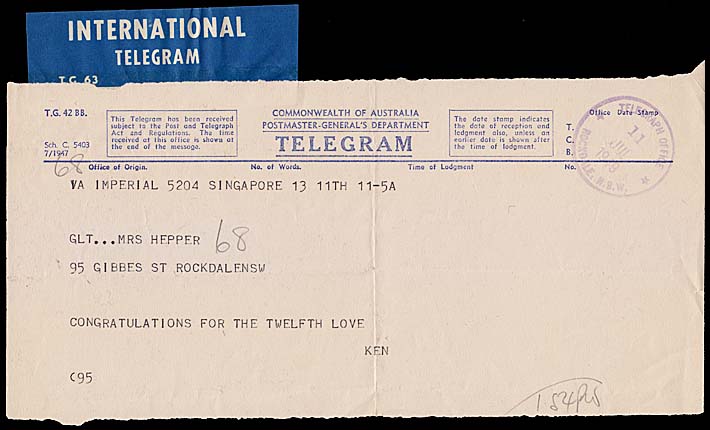 INTERNATIONAL
TELEGRAM
T.G. 63
T.G. 42 BB.
Sch. C. 5403
7/1947
This Telegram has been received
subject to the Post and Telegraph
Act and Regulations. The time
received at this office is shown at
the end of the message.
COMMONWEALTH OF AUSTRALIA
POSTMASTER-GENERAL'S DEPARTMENT
TELEGRAM
The date stamp indicates
the date of reception and
lodgment also, unless an
earlier date is shown after
the time of lodgment.
Office Date Stamp
T.
C.
B.
No.
TELEGRAPH OFFICE
11
ROCKDALE, N.S.W.
68
Office of Origin. No. of Words. Time of Lodgment
VA IMPERIAL 5204 SINGAPORE 13 11TH 11-5A
GLT...MRS HEPPER 68
95 GIBBES ST ROCKDALENSW
CONGRATULATIONS FOR THE TWELFTH LOVE
KEN
C95